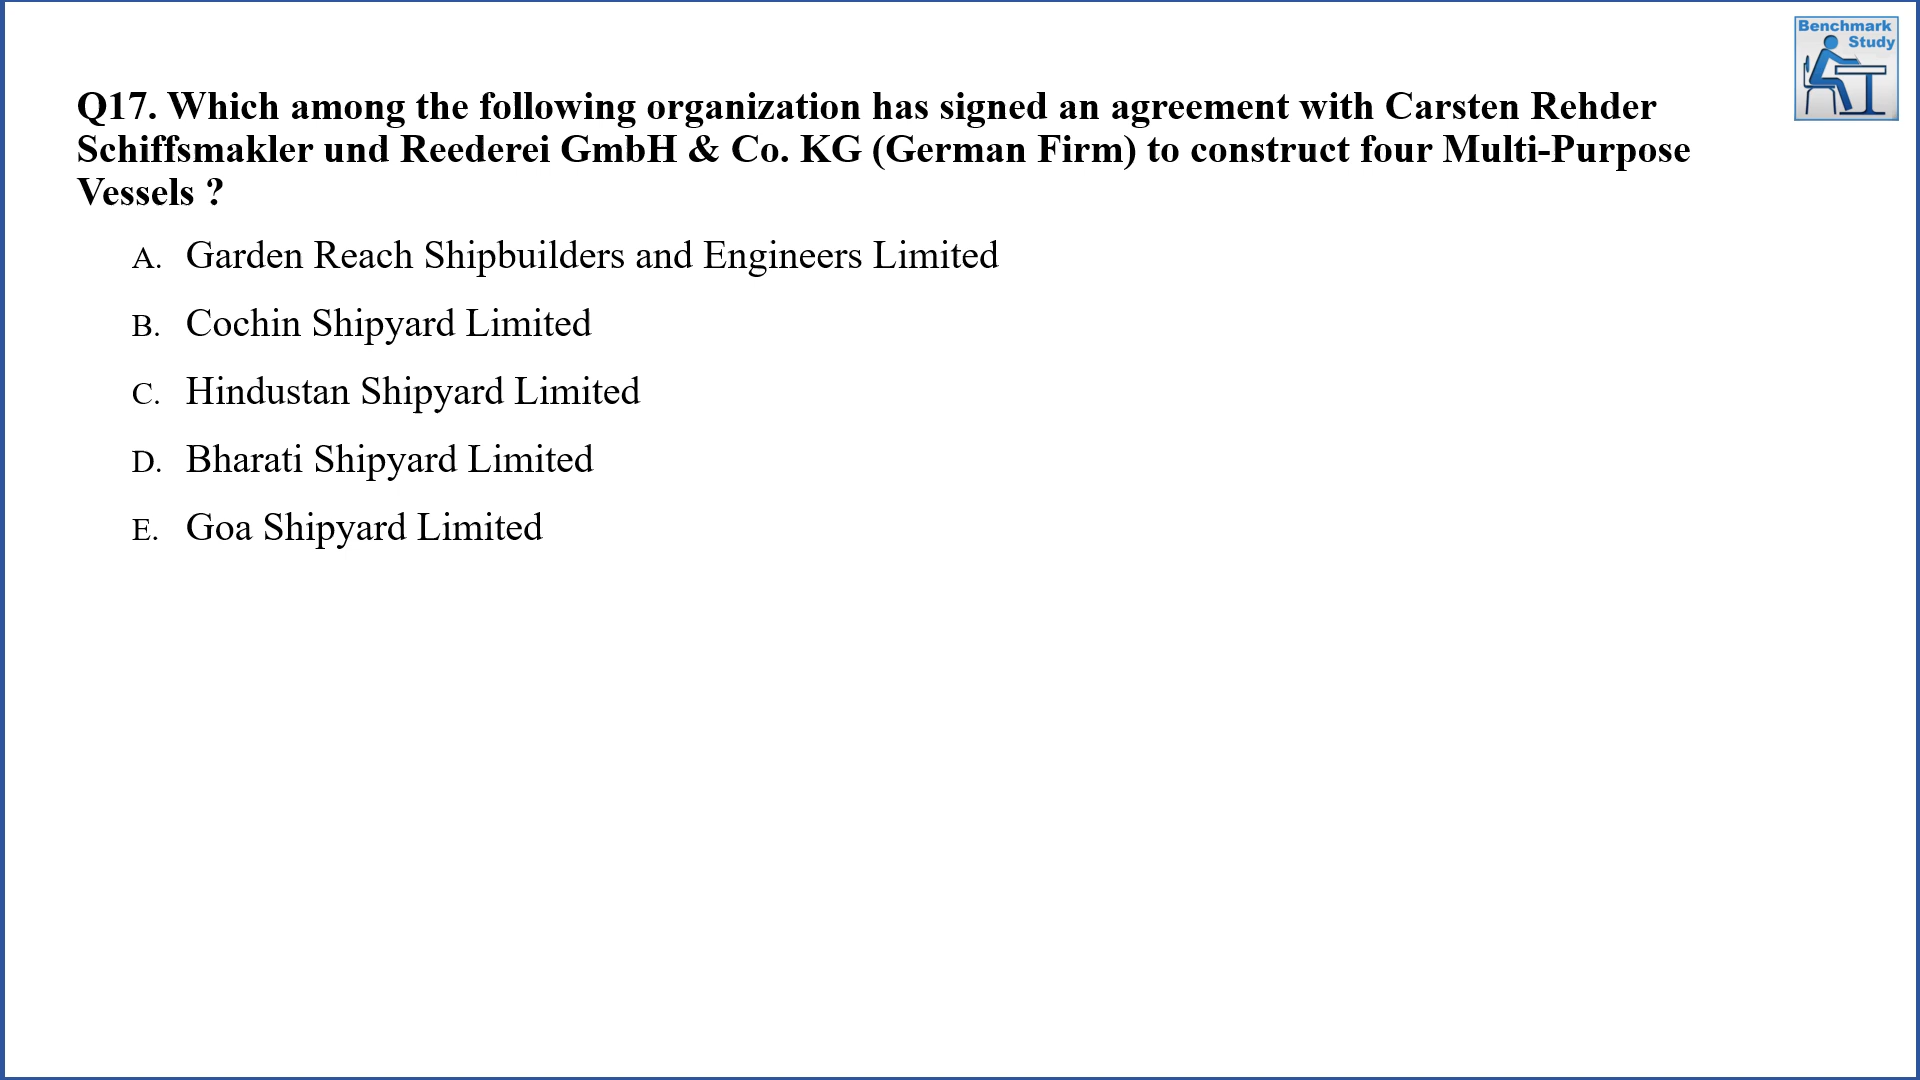 Benchmark
Study
Q17. Which among the following organization has signed an agreement with Carsten Rehder
Schiffsmakler und Reederei GmbH & Co. KG (German Firm) to construct four Multi-Purpose
Vessels ?
A. Garden Reach Shipbuilders and Engineers Limited
B. Cochin Shipyard Limited
C. Hindustan Shipyard Limited
D. Bharati Shipyard Limited
E. Goa Shipyard Limited